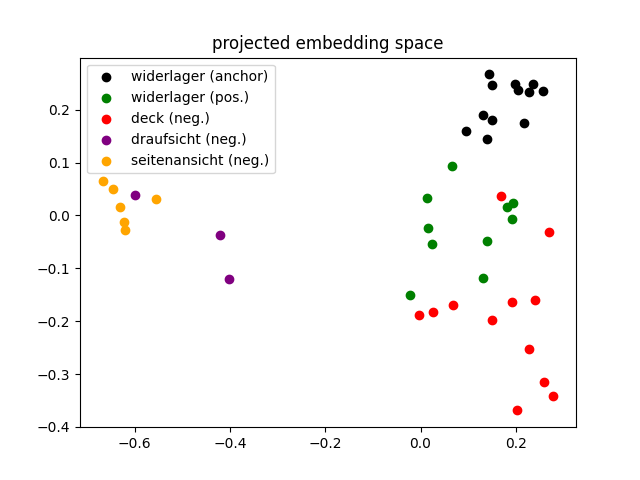 projected embedding space
widerlager (anchor)
widerlager (pos.)
deck (neg.)
draufsicht (neg.)
seitenansicht (neg.)
0.2
0.1
0.0
−0.1
−0.2
−0.3
−0.4
−0.6
−0.4
−0.2
0.0
0.2